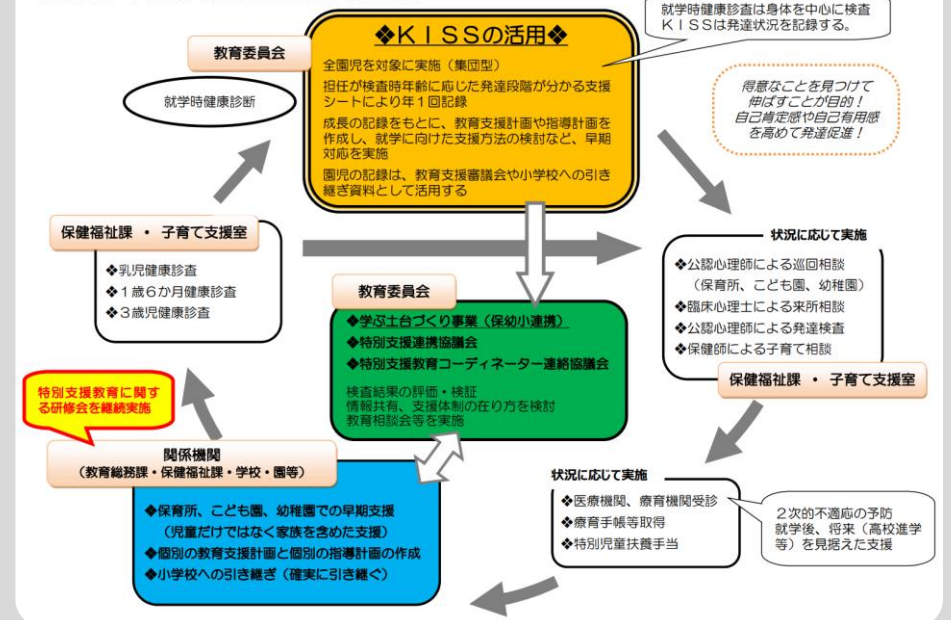 教育委員会
◆ＫＩＳＳの活用◆
全園児を対象に実施（集団型）
担任が検査時年齢に応じた発達段階が分かる支援
シートにより年１回記録
成長の記録をもとに、教育支援計画や指導計画を
作成し、就学に向けた支援方法の検討など、早期
対応を実施
園児の記録は、教育支援審議会や小学校への引き
継ぎ資料として活用する
就学時健康診査は身体を中心に検査
ＫＩＳＳは発達状況を記録する。
就学時健康診断
得意なことを見つけて
伸ばすことが目的！
自己肯定感や自己有用感
を高めて発達促進！
保健福祉課 ・ 子育て支援室
❖乳児健康診査
❖１歳６か月健康診査
❖３歳児健康診査
教育委員会
◆学ぶ土台づくり事業（保幼小連携）
◆特別支援連携協議会
◆特別支援教育コーディネーター連絡協議会
検査結果の評価・検証
情報共有、支援体制の在り方を検討
教育相談会等を実施
状況に応じて実施
❖公認心理師による巡回相談
（保育所、こども園、幼稚園）
❖臨床心理士による来所相談
❖公認心理師による発達検査
❖保健師による子育て相談
保健福祉課 ・ 子育て支援室
特別支援教育に関す
る研修会を継続実施
関係機関
（教育総務課・保健福祉課・学校・園等）
◆保育所、こども園、幼稚園での早期支援
（児童だけではなく家族を含めた支援）
◆個別の教育支援計画と個別の指導計画の作成
◆小学校への引き継ぎ（確実に引き継ぐ）
状況に応じて実施
❖医療機関、療育機関受診
❖療育手帳等取得
❖特別児童扶養手当
２次的不適応の予防
就学後、将来（高校進学
等）を見据えた支援